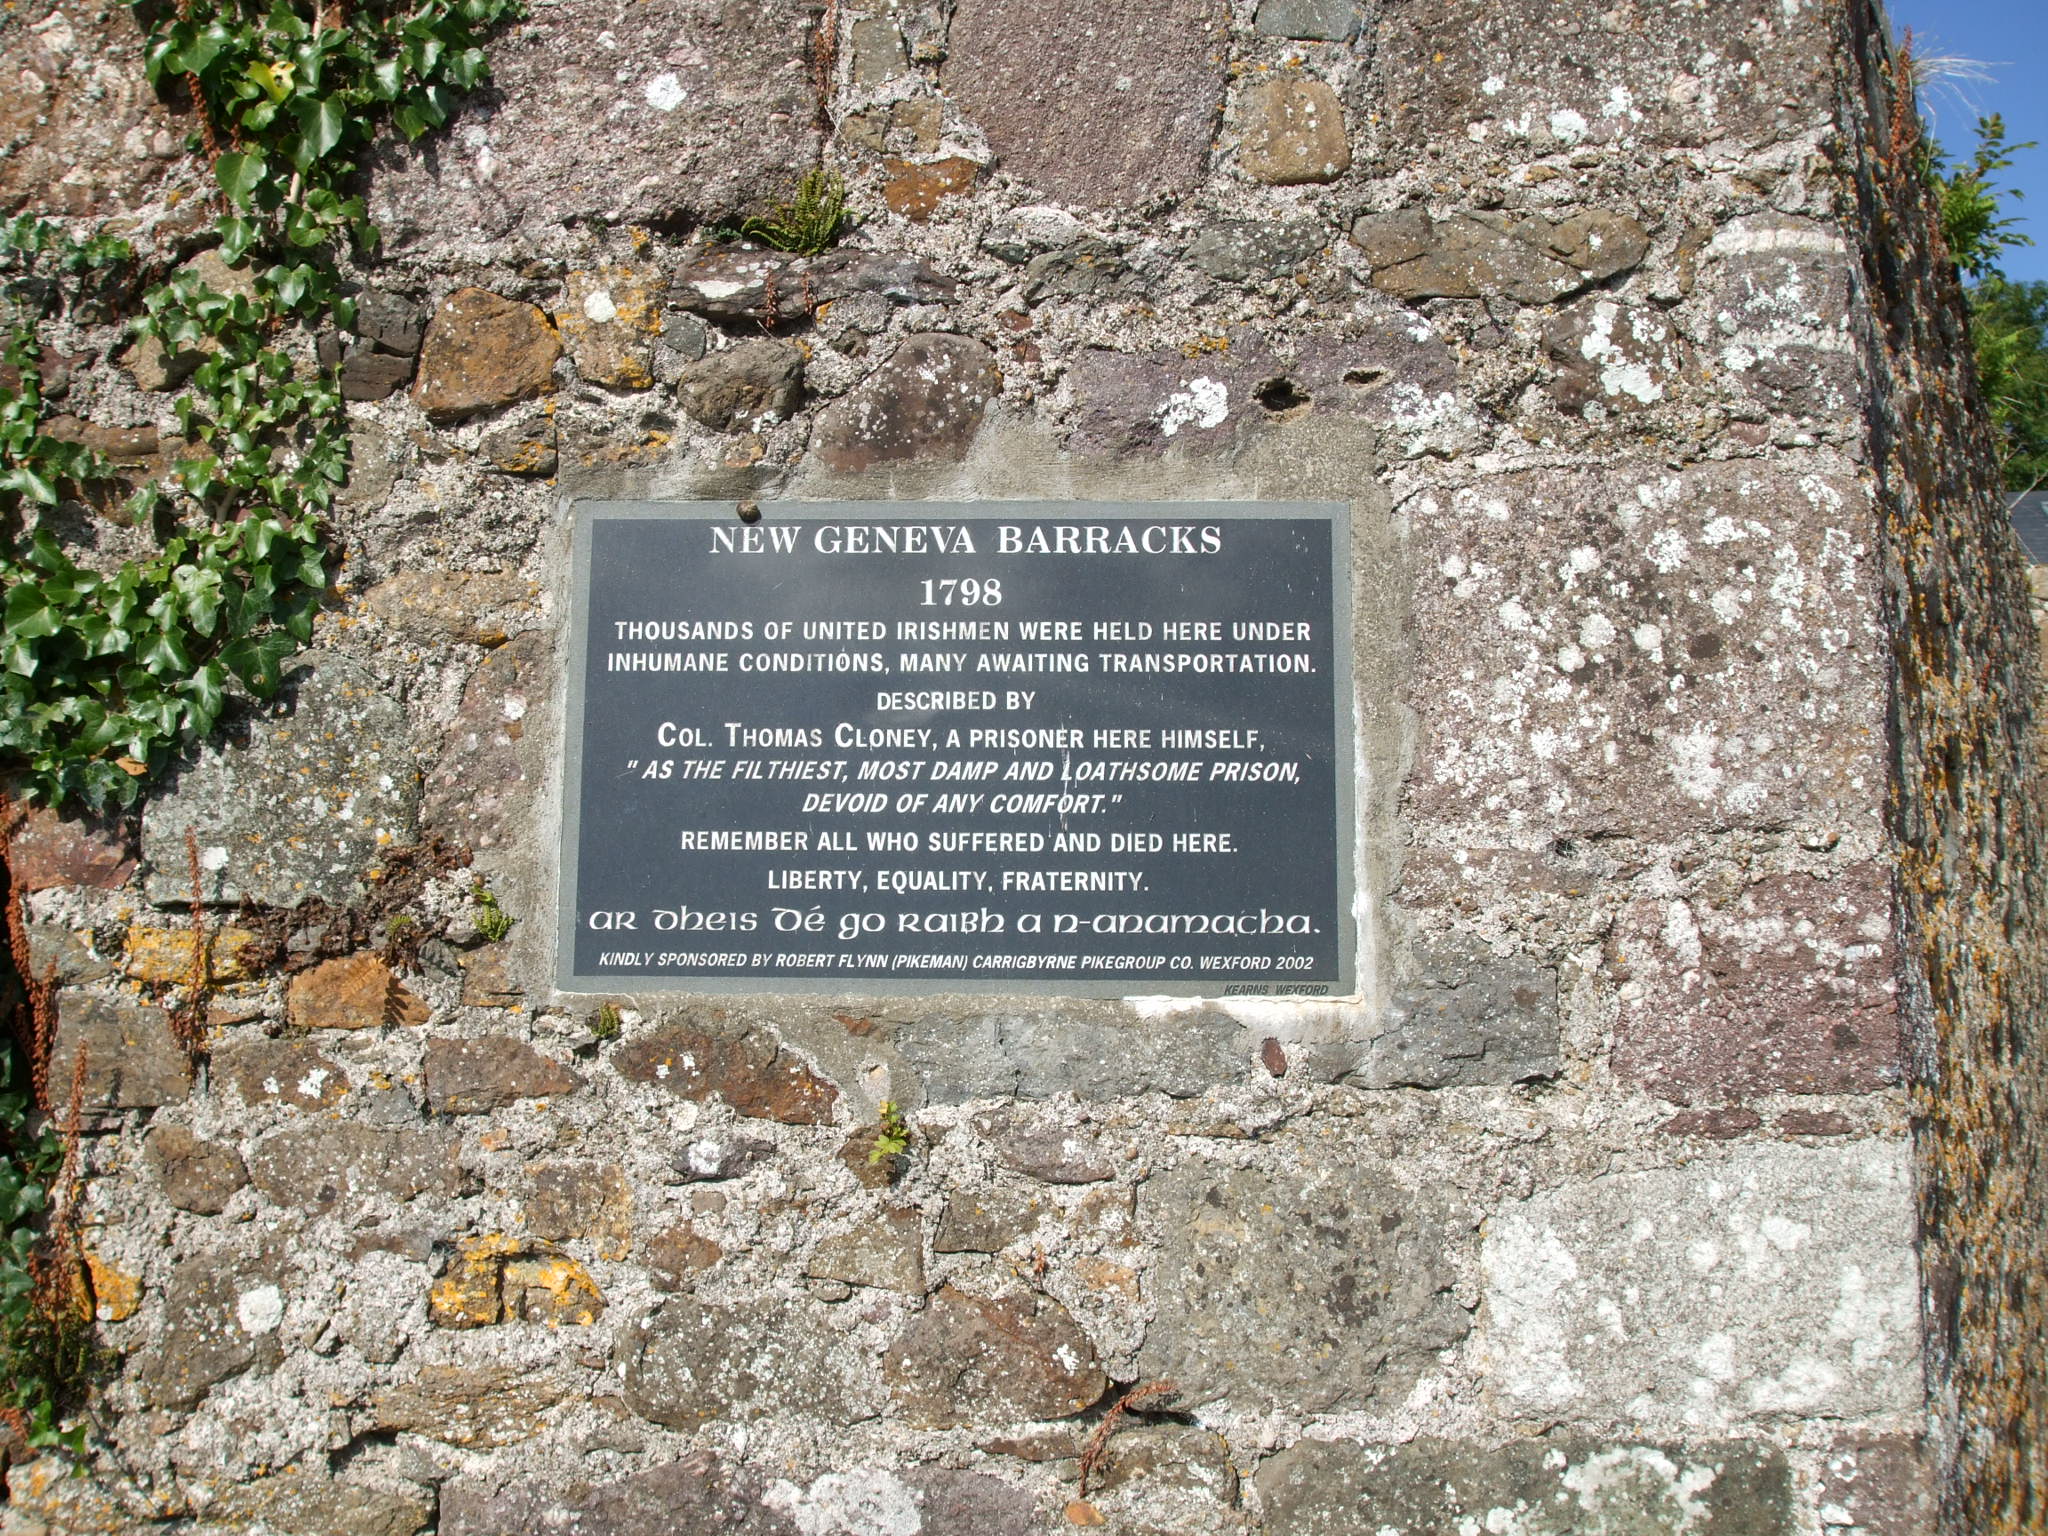 NEW GENEVA BARRACKS
1798
THOUSANDS OF UNITED IRISHMEN WERE HELD HERE UNDER
INHUMANE CONDITIONS, MANY AWAITING TRANSPORTATION.
DESCRIBED BY
COL. THOMAS CLONEY, A PRISONER HERE HIMSELF,
" AS THE FILTHIEST, MOST DAMP AND LOATHSOME PRISON,
DEVOID OF ANY COMFORT."
REMEMBER ALL WHO SUFFERED AND DIED HERE.
LIBERTY, EQUALITY, FRATERNITY.
ar dheis Dé go raibh a n-anamacha.
KINDLY SPONSORED BY ROBERT FLYNN (PIKEMAN) CARRIGBYRNE PIKEGROUP CO. WEXFORD 2002
KEARNS WEXFORD